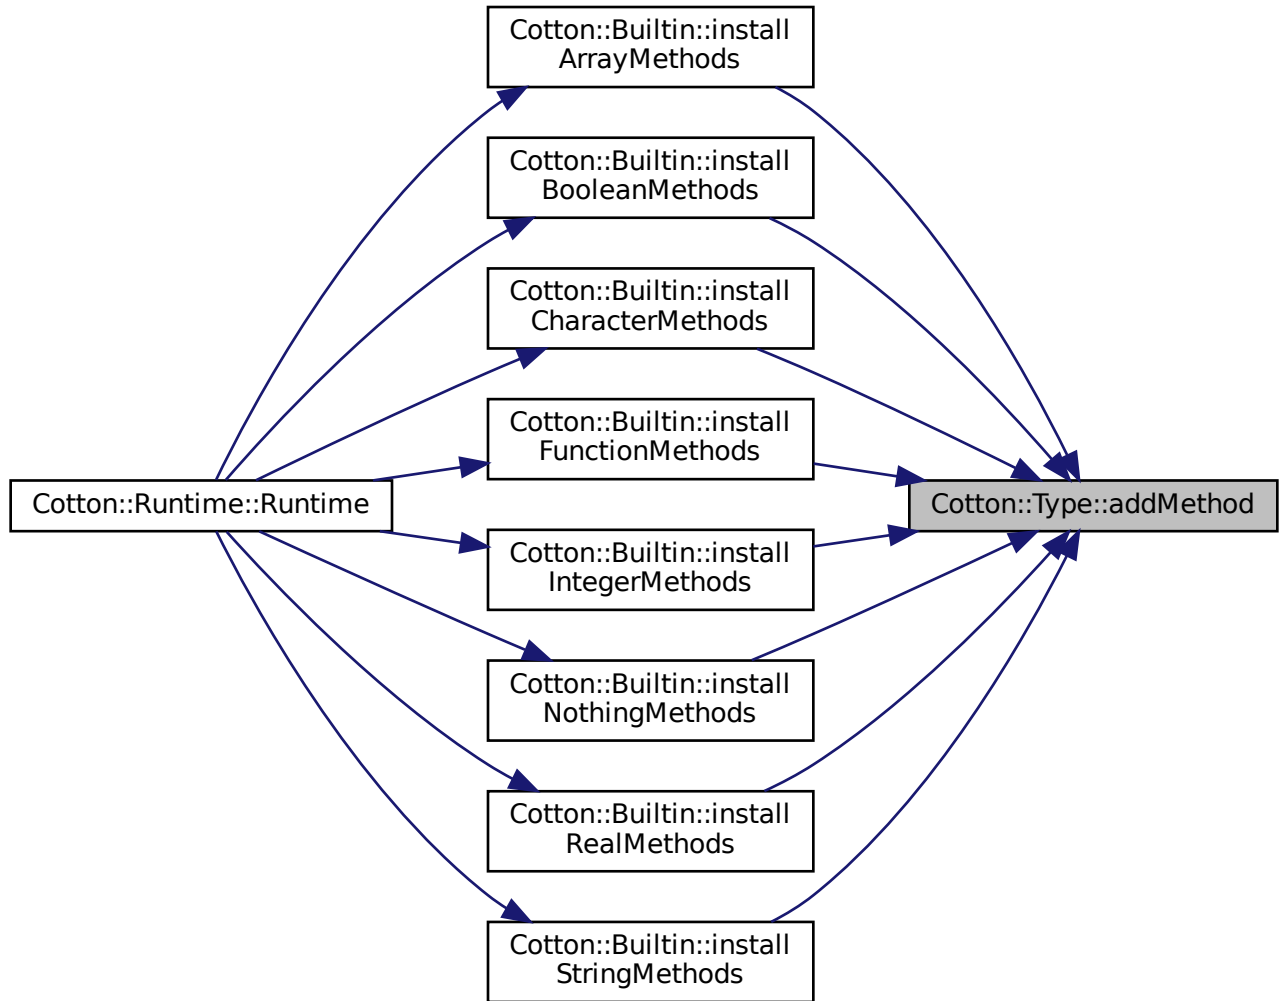 Cotton::Builtin::install
ArrayMethods
Cotton::Builtin::install
BooleanMethods
Cotton::Builtin::install
CharacterMethods
Cotton::Builtin::install
FunctionMethods
Cotton::Runtime::Runtime
Cotton::Type::addMethod
Cotton::Builtin::install
IntegerMethods
Cotton::Builtin::install
NothingMethods
Cotton::Builtin::install
RealMethods
Cotton::Builtin::install
StringMethods